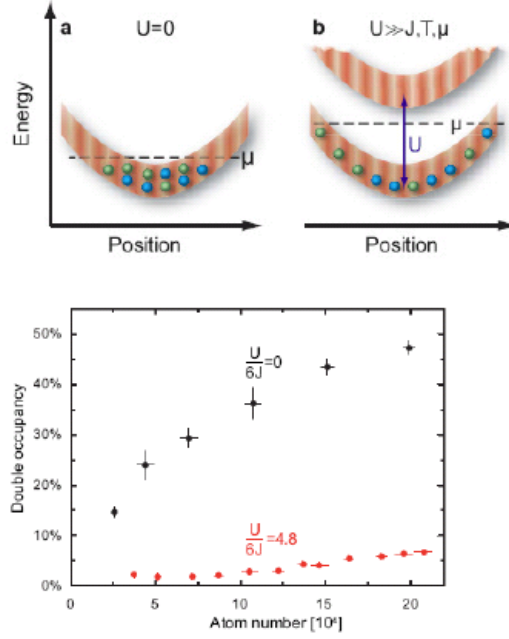 a U=0
b U≫J,T,μ
Energy
μ
Position
μ
U
Position
Double occupancy
50%
40%
30%
20%
10%
0%
U/6J=0
U/6J=4.8
0 5 10 15 20
Atom number [10⁴]